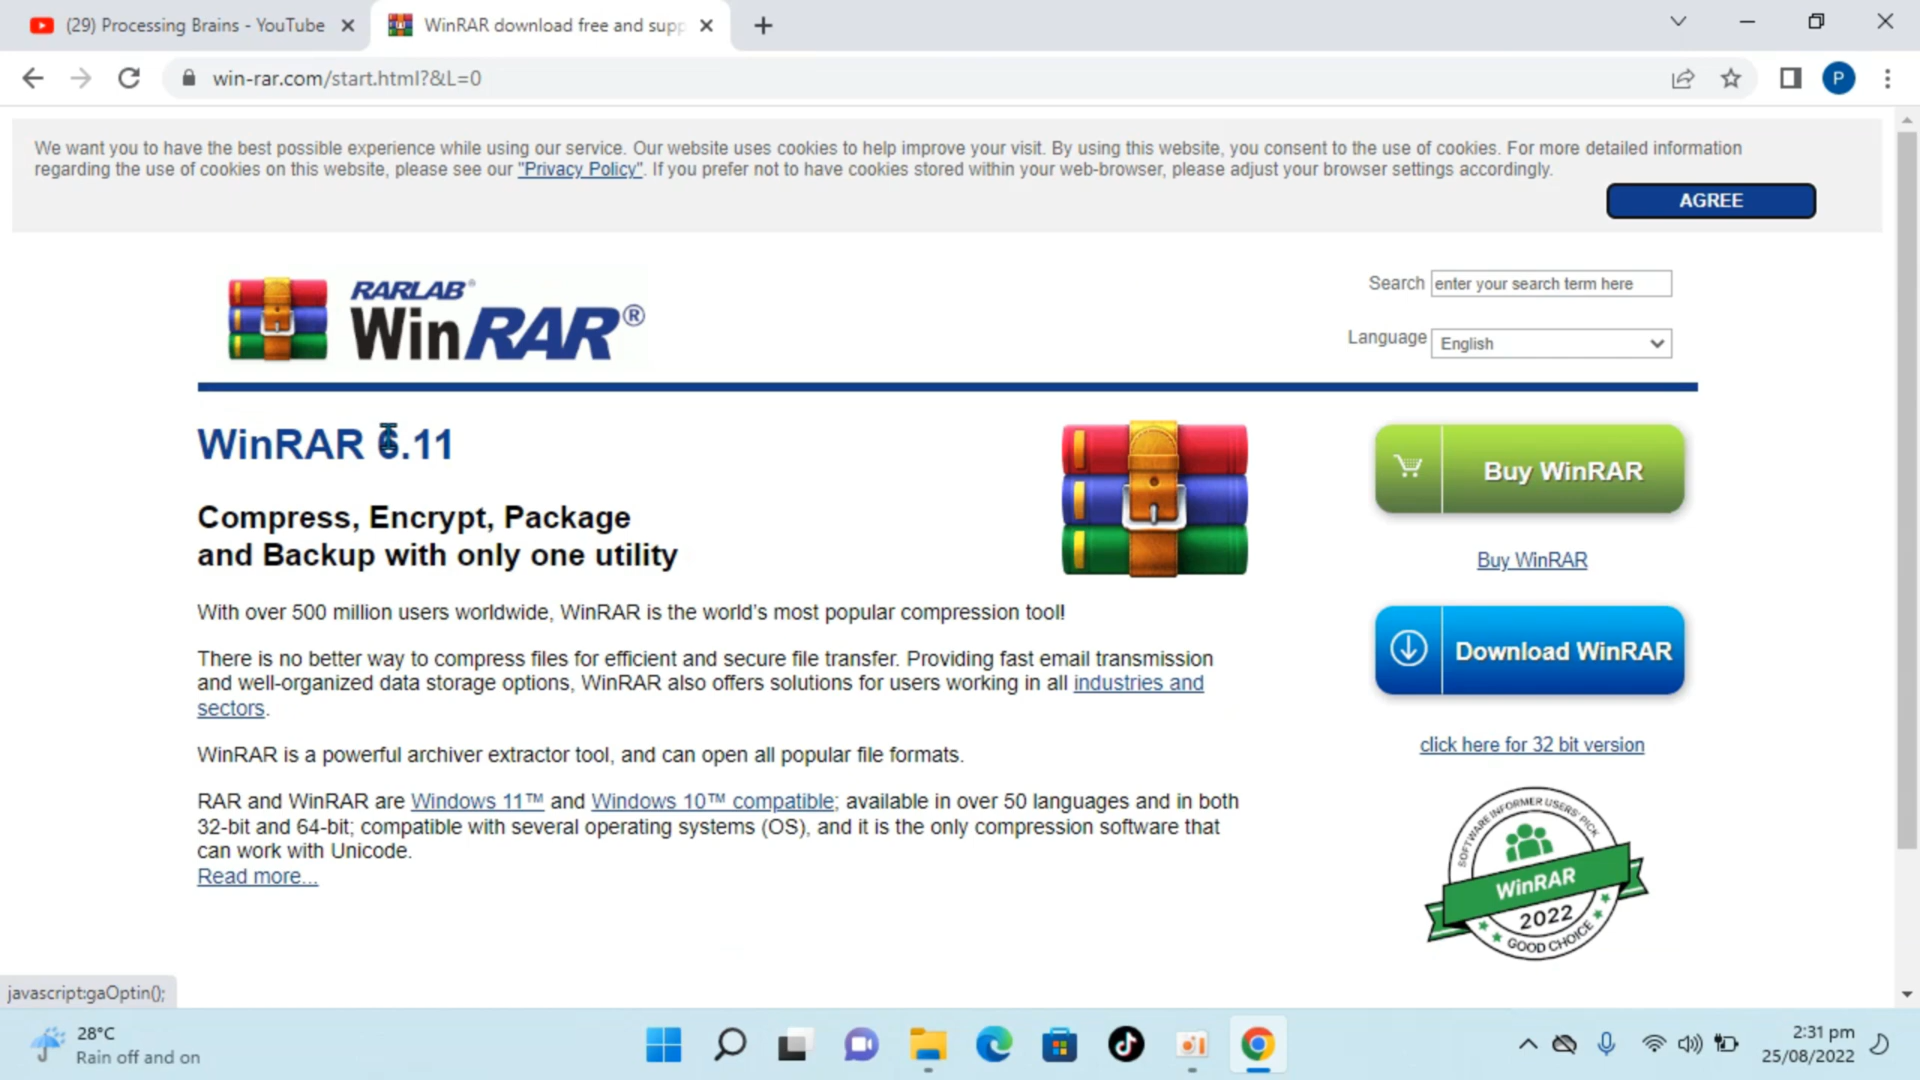 (29) Processing Brains - YouTube
WinRAR download free and supp
win-rar.com/start.html?&L=0
P
We want you to have the best possible experience while using our service. Our website uses cookies to help improve your visit. By using this website, you consent to the use of cookies. For more detailed information
regarding the use of cookies on this website, please see our "Privacy Policy". If you prefer not to have cookies stored within your web-browser, please adjust your browser settings accordingly.
AGREE
RARLAB®
WinRAR®
Search enter your search term here
Language English
WinRAR 6.11
Compress, Encrypt, Package
and Backup with only one utility
With over 500 million users worldwide, WinRAR is the world's most popular compression tool!
There is no better way to compress files for efficient and secure file transfer. Providing fast email transmission
and well-organized data storage options, WinRAR also offers solutions for users working in all industries and
sectors.
WinRAR is a powerful archiver extractor tool, and can open all popular file formats.
RAR and WinRAR are Windows 11™ and Windows 10™ compatible; available in over 50 languages and in both
32-bit and 64-bit; compatible with several operating systems (OS), and it is the only compression software that
can work with Unicode.
Read more...
Buy WinRAR
Buy WinRAR
Download WinRAR
click here for 32 bit version
SOFTWARE INFORMER USERS' PICK
WinRAR
2022
GOOD CHOICE
javascript:gaOptin();
28°C
Rain off and on
2:31 pm
25/08/2022